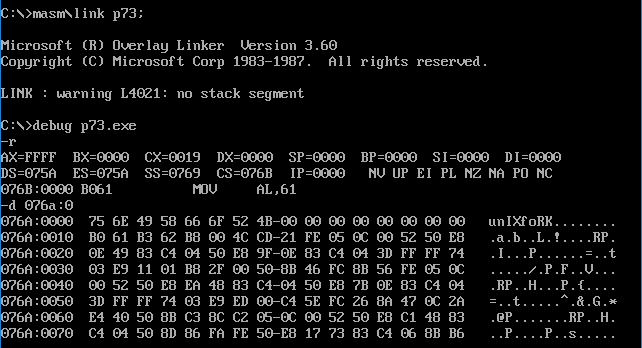 C:\>masm\link p73;
Microsoft (R) Overlay Linker  Version 3.60
Copyright (C) Microsoft Corp 1983-1987.  All rights reserved.
LINK : warning L4021: no stack segment
C:\>debug p73.exe
-r
AX=FFFF  BX=0000  CX=0019  DX=0000  SP=0000  BP=0000  SI=0000  DI=0000
DS=075A  ES=075A  SS=0769  CS=076B  IP=0000   NV UP EI PL NZ NA PO NC
076B:0000 B061          MOV     AL,61
-d 076a:0
076A:0000  75 6E 49 58 66 6F 52 4B-00 00 00 00 00 00 00 00   unIXfoRK........
076A:0010  B0 61 B3 62 B8 00 4C CD-21 FE 05 0C 00 52 50 E8   .a.b..L.!....RP.
076A:0020  0E 49 83 C4 04 50 E8 9F-0E 83 C4 04 3D FF FF 74   .I...P......=..t
076A:0030  03 E9 11 01 B8 2F 00 50-8B 46 FC 8B 56 FE 05 0C   ...../.P.F..V...
076A:0040  00 52 50 E8 EA 48 83 C4-04 50 E8 7B 0E 83 C4 04   .RP..H...P.{....
076A:0050  3D FF FF 74 03 E9 ED 00-C4 5E FC 26 8A 47 0C 2A   =..t.....^.&.G.*
076A:0060  E4 40 50 8B C3 8C C2 05-0C 00 52 50 E8 C1 48 83   .@P.......RP..H.
076A:0070  C4 04 50 8D 86 FA FE 50-E8 17 73 83 C4 06 8B B6   ..P....P..s.....